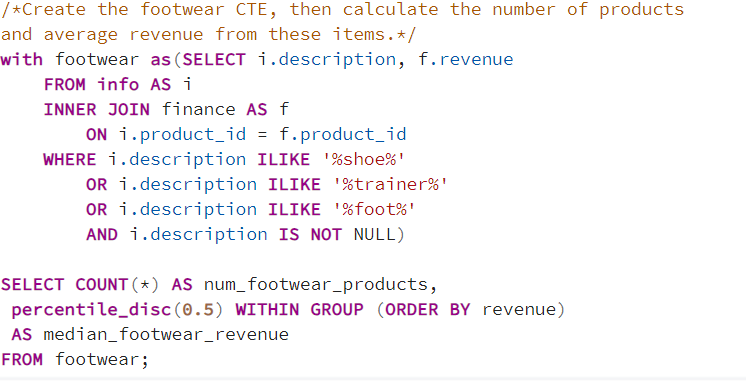 /*Create the footwear CTE, then calculate the number of products
and average revenue from these items.*/
with footwear as(SELECT i.description, f.revenue
    FROM info AS i
    INNER JOIN finance AS f
        ON i.product_id = f.product_id
    WHERE i.description ILIKE '%shoe%'
        OR i.description ILIKE '%trainer%'
        OR i.description ILIKE '%foot%'
        AND i.description IS NOT NULL)

SELECT COUNT(*) AS num_footwear_products,
 percentile_disc(0.5) WITHIN GROUP (ORDER BY revenue)
 AS median_footwear_revenue
FROM footwear;